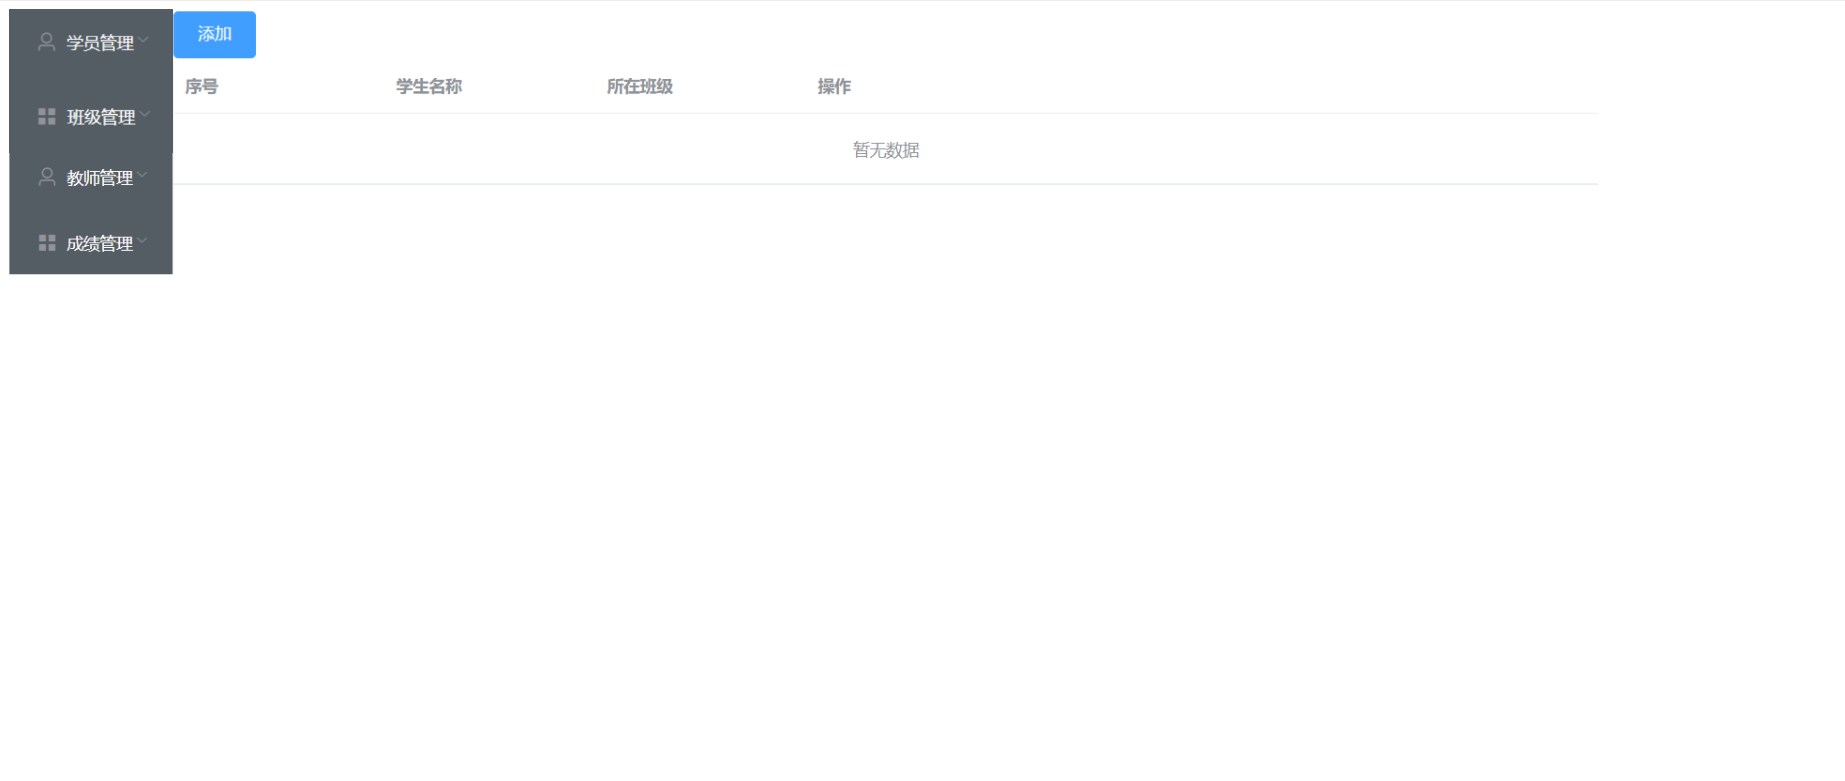 学员管理
班级管理
教师管理
成绩管理
添加
序号 学生名称 所在班级 操作
暂无数据